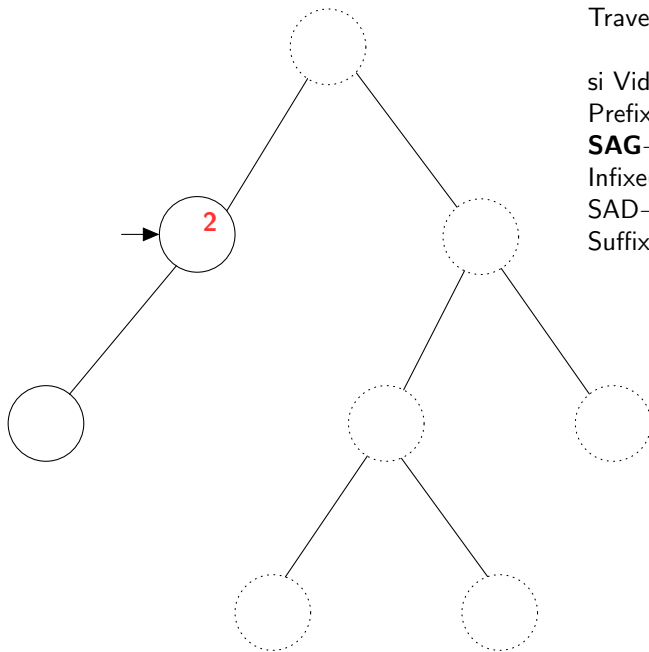 Trave
si Vid
Prefix
SAG-
Infixe
SAD-
Suffix
2